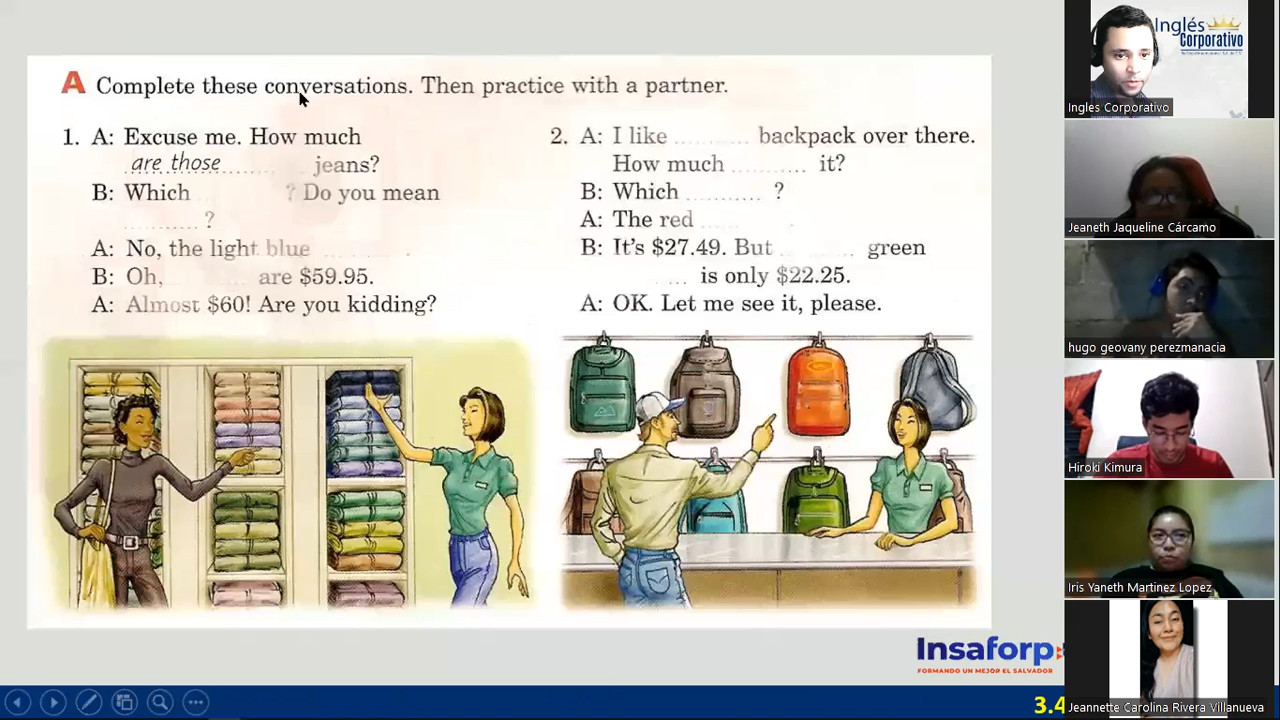 A Complete these conversations. Then practice with a partner.
1. A: Excuse me. How much
are those jeans?
B: Which ? Do you mean
?
A: No, the light blue .
B: Oh, are $59.95.
A: Almost $60! Are you kidding?
2. A: I like backpack over there.
How much it?
B: Which ?
A: The red
B: It's $27.49. But green
is only $22.25.
A: OK. Let me see it, please.
Insaforp
FORMANDO UN MEJOR EL SALVADOR
3.4
Inglés
Corporativo
Ingles Corporativo
Jeaneth Jaqueline Cárcamo
hugo geovany perezmanacia
Hiroki Kimura
Iris Yaneth Martinez Lopez
Jeannette Carolina Rivera Villanueva